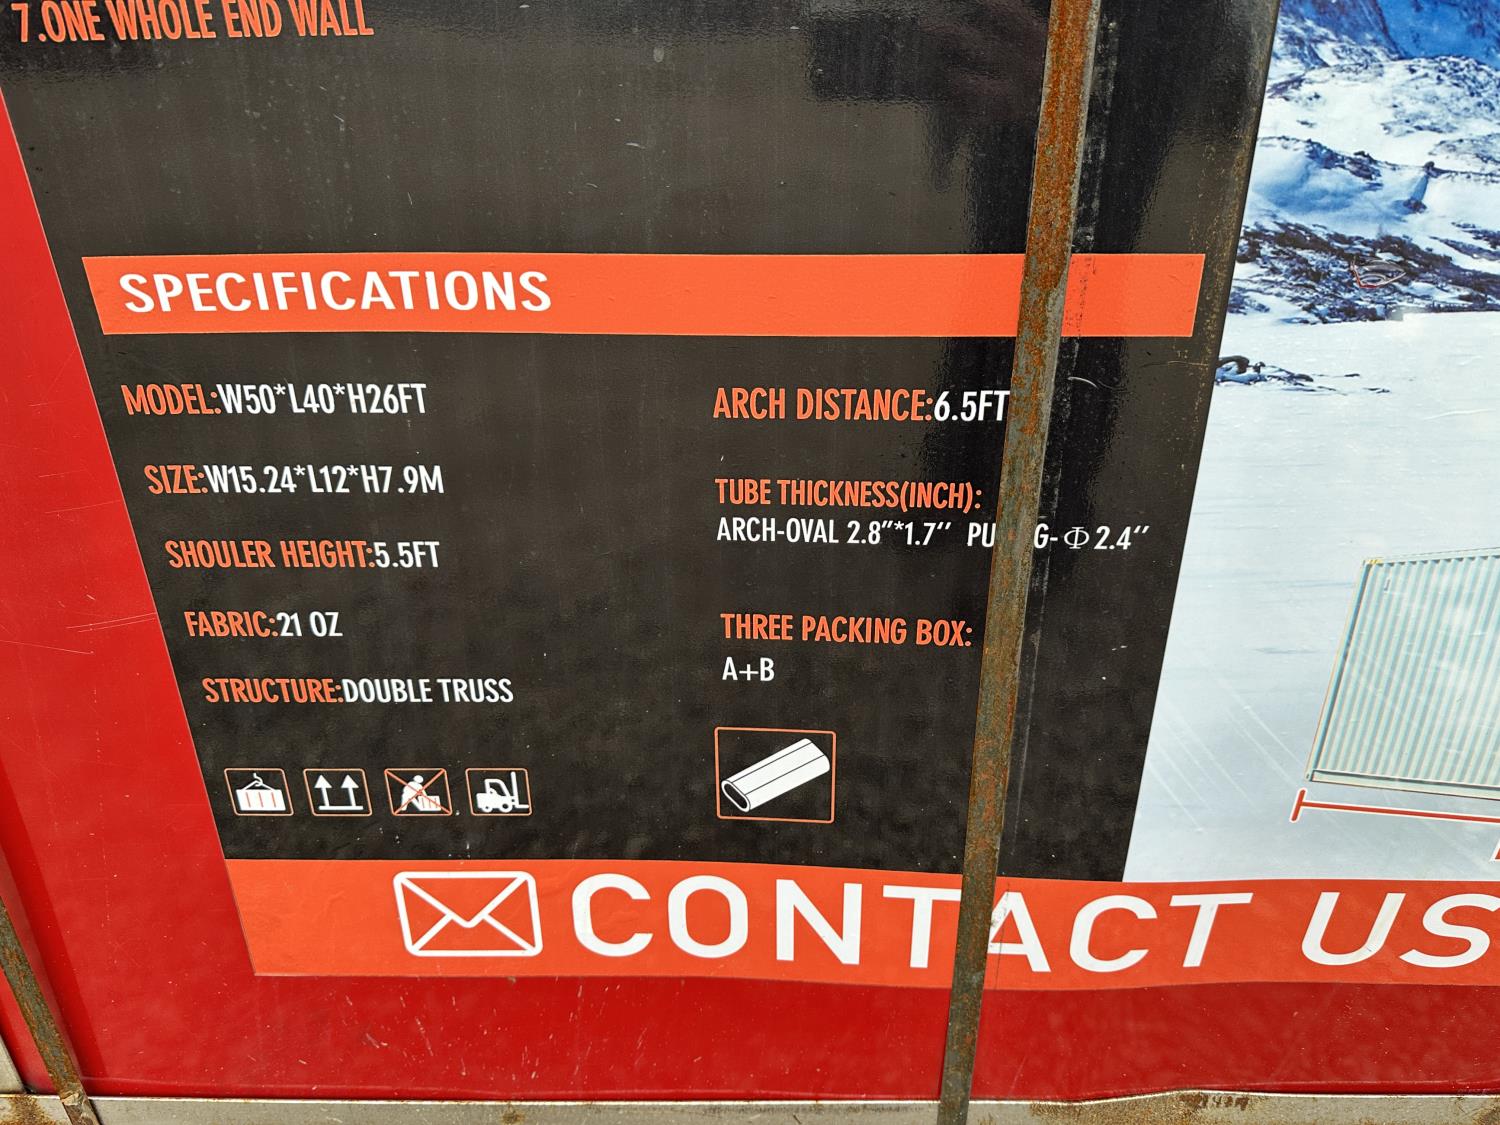 7.ONE WHOLE END WALL
SPECIFICATIONS
MODEL:W50*L40*H26FT
SIZE:W15.24*L12*H7.9M
SHOULER HEIGHT:5.5FT
FABRIC:21 OZ
STRUCTURE:DOUBLE TRUSS
ARCH DISTANCE:6.5FT
TUBE THICKNESS(INCH):
ARCH-OVAL 2.8"*1.7" Φ 2.4"
THREE PACKING BOX:
A+B
CONTACT US